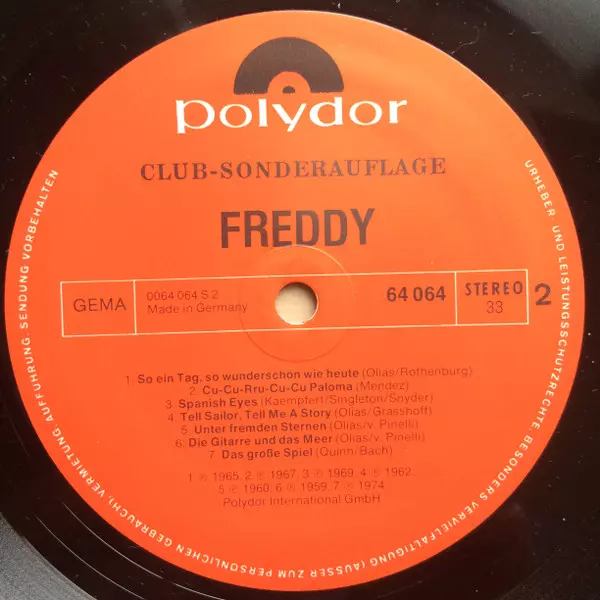 polydor
CLUB-SONDERAUFLAGE
FREDDY
GEMA
0064 064 S 2
Made in Germany
64 064
STEREO
33
2
1 So ein Tag, so wunderschön wie heute (Olias/Rothenburg)
2. Cu-Cu-Rru-Cu-Cu Paloma (Mendez)
3 Spanish Eyes (Kaempfert/Singleton/Snyder)
4 Tell Sailor, Tell Me A Story (Olias/Grasshoff)
5. Unter fremden Sternen (Olias/v. Pinelli)
6 Die Gitarre und das Meer (Olias/v. Pinelli)
7 Das große Spiel (Quinn/Bach)
1 ℗ 1965, 2 ℗ 1967, 3 ℗ 1969, 4 ℗ 1962,
5 ℗ 1960, 6 ℗ 1959, 7 ℗ 1974
Polydor International GmbH
URHEBER- UND LEISTUNGSSCHUTZRECHTE, BESONDERS VERVIELFÄLTIGUNG (AUSSER ZUM PERSÖNLICHEN GEBRAUCH), VERMIETUNG, AUFFÜHRUNG, SENDUNG VORBEHALTEN